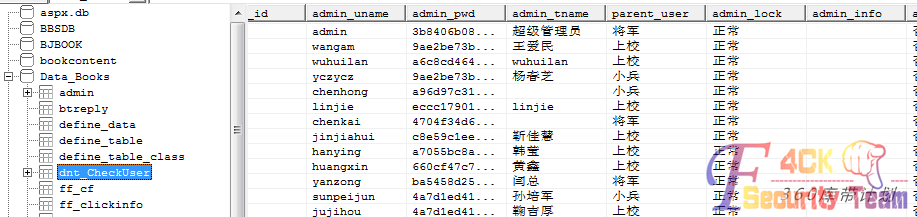 aspx.db
BBSDB
BJBOOK
bookcontent
Data_Books
admin
btreply
define_data
define_table
define_table_class
dnt_CheckUser
ff_cf
ff_clickinfo
_id admin_uname admin_pwd admin_tname parent_user admin_lock admin_info
admin 3b8406b08... 超级管理员 将军 正常
wangam 9ae2be73b... 王爱民 上校 正常
wuhuilan a6c8cd464... wuhuilan 上校 正常
yczycz 9ae2be73b... 杨春芝 小兵 正常
chenhong a96d97c31... 小兵 正常
linjie eccc17901... linjie 上校 正常
chenkai 4704f34d6... 将军 正常
jinjiahui c8e59c1ee... 靳佳慧 上校 正常
hanying a7055bc8a... 韩莹 上校 正常
huangxin 660cf47c7... 黄鑫 上校 正常
yanzong ba5458d25... 闫总 上校 正常
sunpeijun 4a7d1ed41... 孙培军 小兵 正常
jujihou 4a7d1ed41... 鞠吉厚 上校 正常
F4CK
Security Team